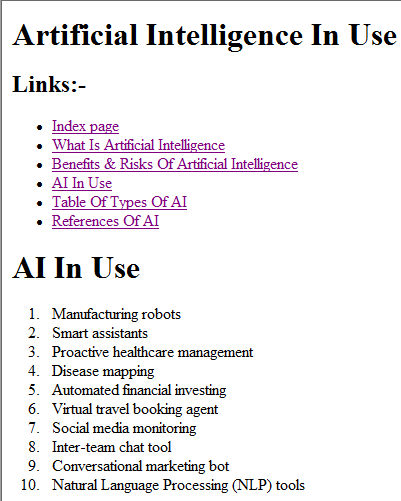 Artificial Intelligence In Use
Links:-
• Index page
• What Is Artificial Intelligence
• Benefits & Risks Of Artificial Intelligence
• AI In Use
• Table Of Types Of AI
• References Of AI
AI In Use
1. Manufacturing robots
2. Smart assistants
3. Proactive healthcare management
4. Disease mapping
5. Automated financial investing
6. Virtual travel booking agent
7. Social media monitoring
8. Inter-team chat tool
9. Conversational marketing bot
10. Natural Language Processing (NLP) tools